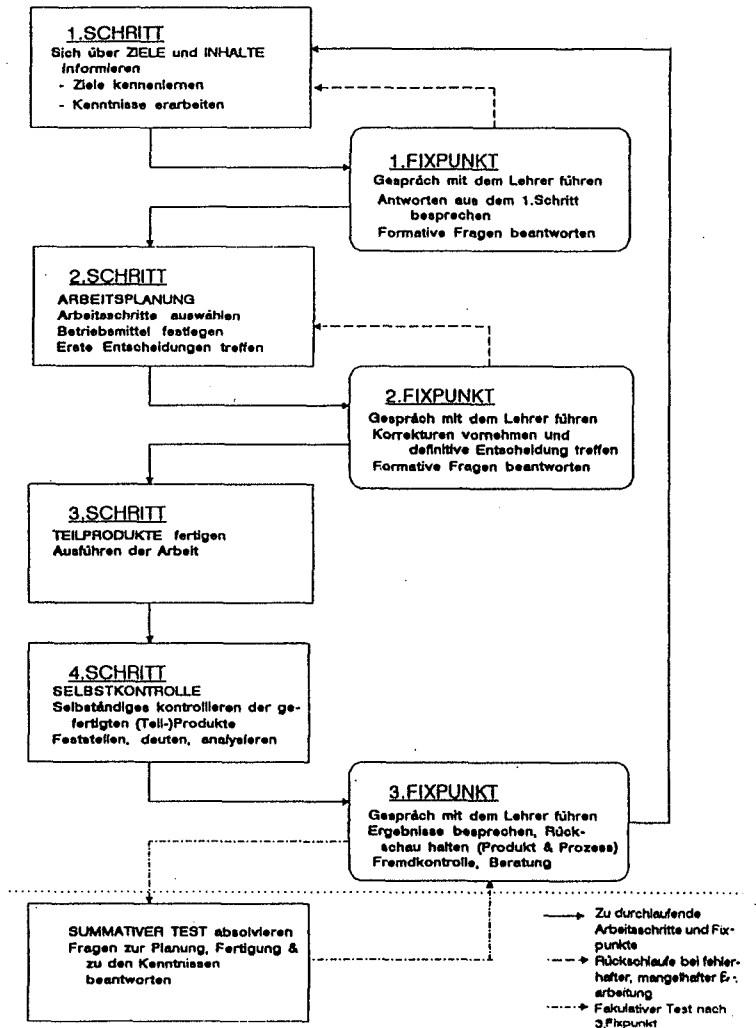 1.SCHRITT
Sich über ZIELE und INHALTE
informieren
- Ziele kennenlernen
- Kenntnisse erarbeiten
1.FIXPUNKT
Gespräch mit dem Lehrer führen
Antworten aus dem 1.Schritt
besprechen
Formative Fragen beantworten
2.SCHRITT
ARBEITSPLANUNG
Arbeitsschritte auswählen
Betriebsmittel festlegen
Erste Entscheidungen treffen
2.FIXPUNKT
Gespräch mit dem Lehrer führen
Korrekturen vornehmen und
definitive Entscheidung treffen
Formative Fragen beantworten
3.SCHRITT
TEILPRODUKTE fertigen
Ausführen der Arbeit
4.SCHRITT
SELBSTKONTROLLE
Selbständiges kontrollieren der ge-
fertigten (Teil-)Produkte
Feststellen, deuten, analysieren
3.FIXPUNKT
Gespräch mit dem Lehrer führen
Ergebnisse besprechen, Rück-
schau halten (Produkt & Prozess)
Fremdkontrolle, Beratung
SUMMATIVER TEST absolvieren
Fragen zur Planung, Fertigung &
zu den Kenntnissen
beantworten
Zu durchlaufende
Arbeitsschritte und Fix-
punkte
Rückschlaufe bei fehler-
hafter, mangelhafter Er-
arbeitung
Fakulativer Test nach
3.Fixpunkt